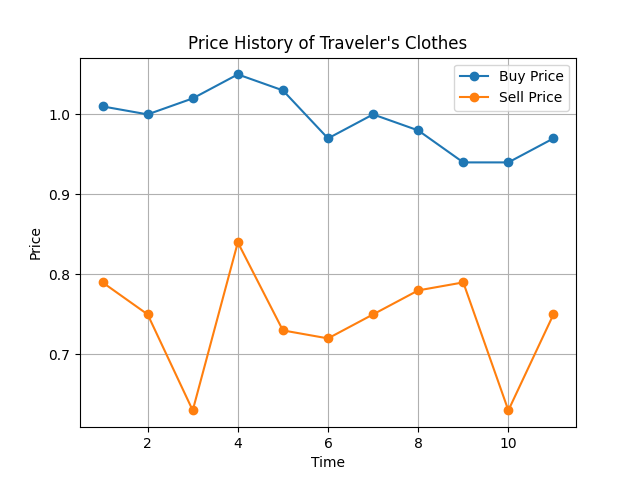 Price History of Traveler's Clothes
Buy Price
Sell Price
1.0
0.9
0.8
0.7
Price
2 4 6 8 10
Time